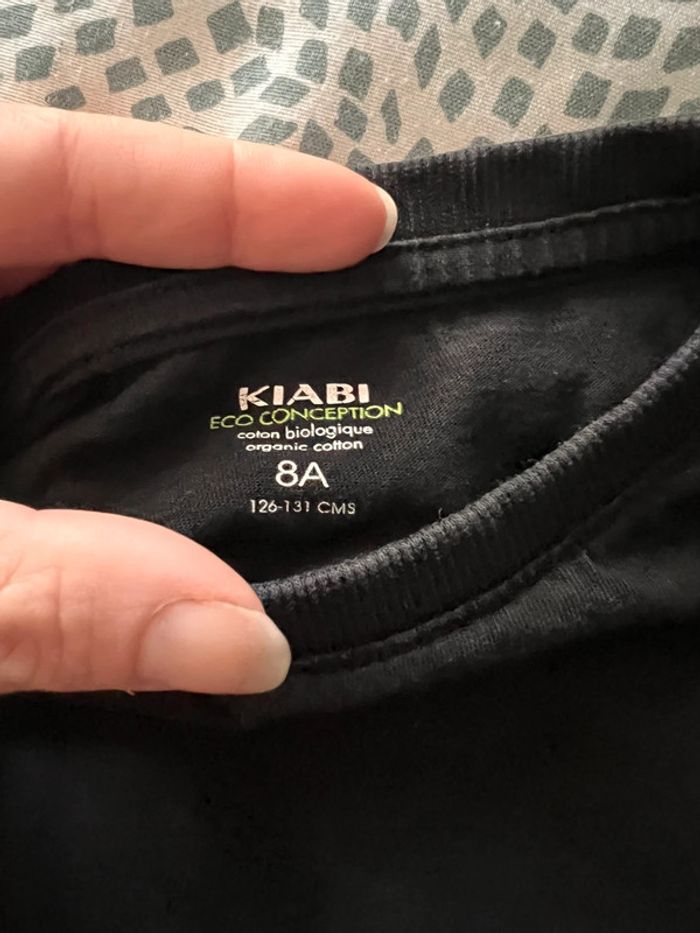 KIABI
ECO CONCEPTION
coton biologique
organic cotton
8A
126-131 CMS